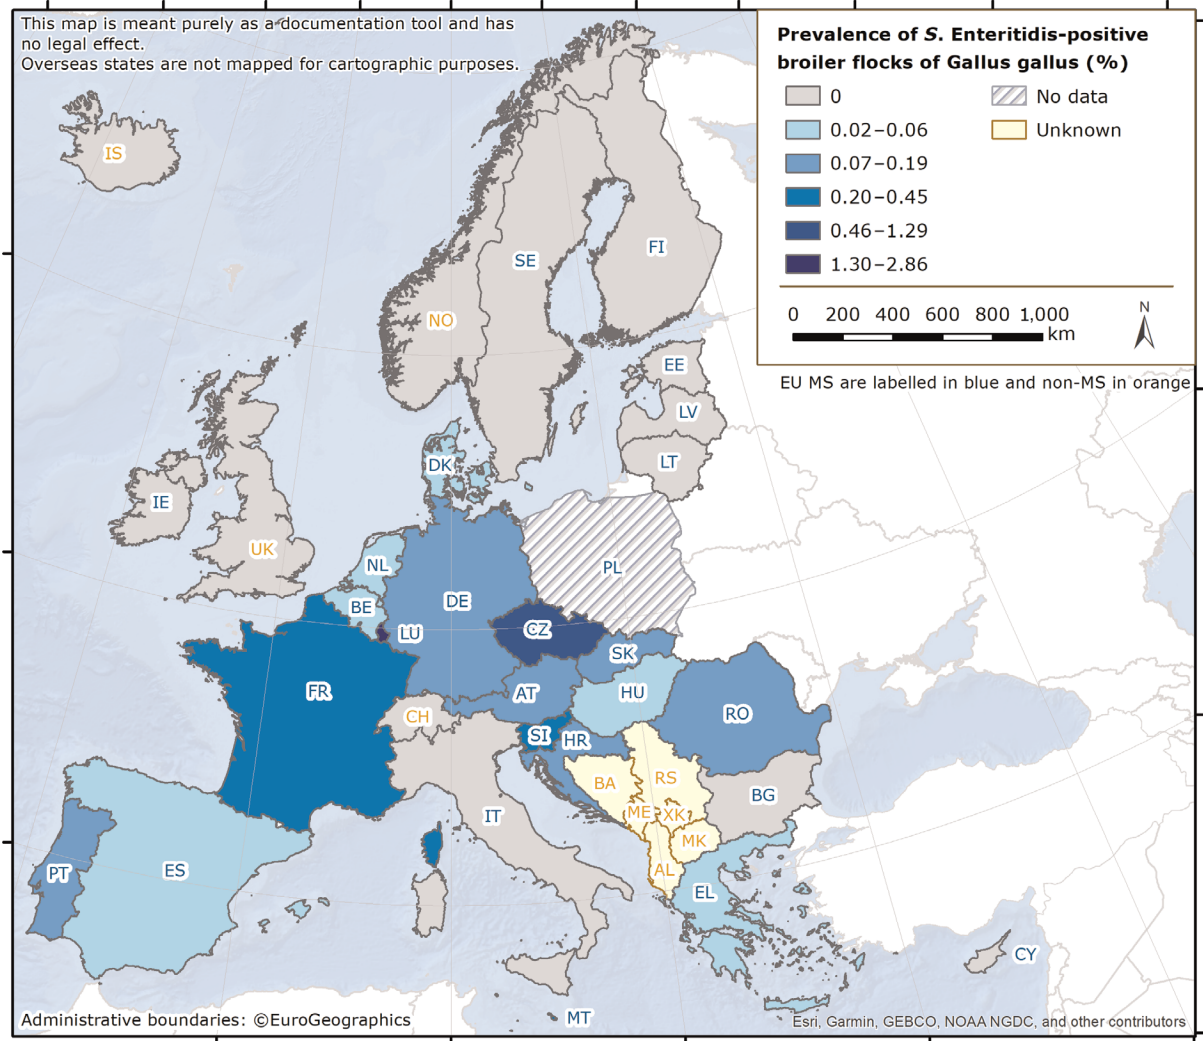 This map is meant purely as a documentation tool and has
no legal effect.
Overseas states are not mapped for cartographic purposes.
Prevalence of S. Enteritidis-positive
broiler flocks of Gallus gallus (%)
0
No data
0.02–0.06
Unknown
0.07–0.19
0.20–0.45
0.46–1.29
1.30–2.86
0 200 400 600 800 1,000
km
N
EU MS are labelled in blue and non-MS in orange
IS
FI
SE
NO
EE
LV
LT
DK
IE
UK
NL
PL
DE
BE
LU
CZ
SK
FR
AT
HU
CH
RO
SI
HR
BA
RS
BG
IT
ME
XK
MK
PT
ES
AL
EL
CY
MT
Administrative boundaries: ©EuroGeographics
Esri, Garmin, GEBCO, NOAA NGDC, and other contributors